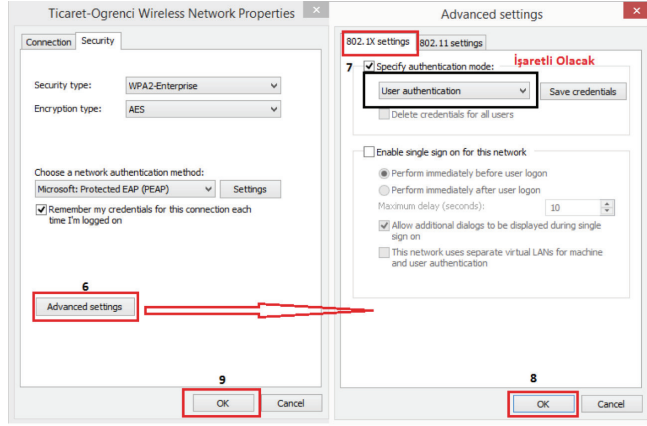 Ticaret-Ogrenci Wireless Network Properties
Connection Security
Security type: WPA2-Enterprise
Encryption type: AES
Choose a network authentication method:
Microsoft: Protected EAP (PEAP) Settings
Remember my credentials for this connection each
time I'm logged on
6
Advanced settings
9
OK Cancel
Advanced settings
802.1X settings 802.11 settings
İşaretli Olacak
7 Specify authentication mode:
User authentication Save credentials
Delete credentials for all users
Enable single sign on for this network
Perform immediately before user logon
Perform immediately after user logon
Maximum delay (seconds): 10
Allow additional dialogs to be displayed during single
sign on
This network uses separate virtual LANs for machine
and user authentication
8
OK Cancel